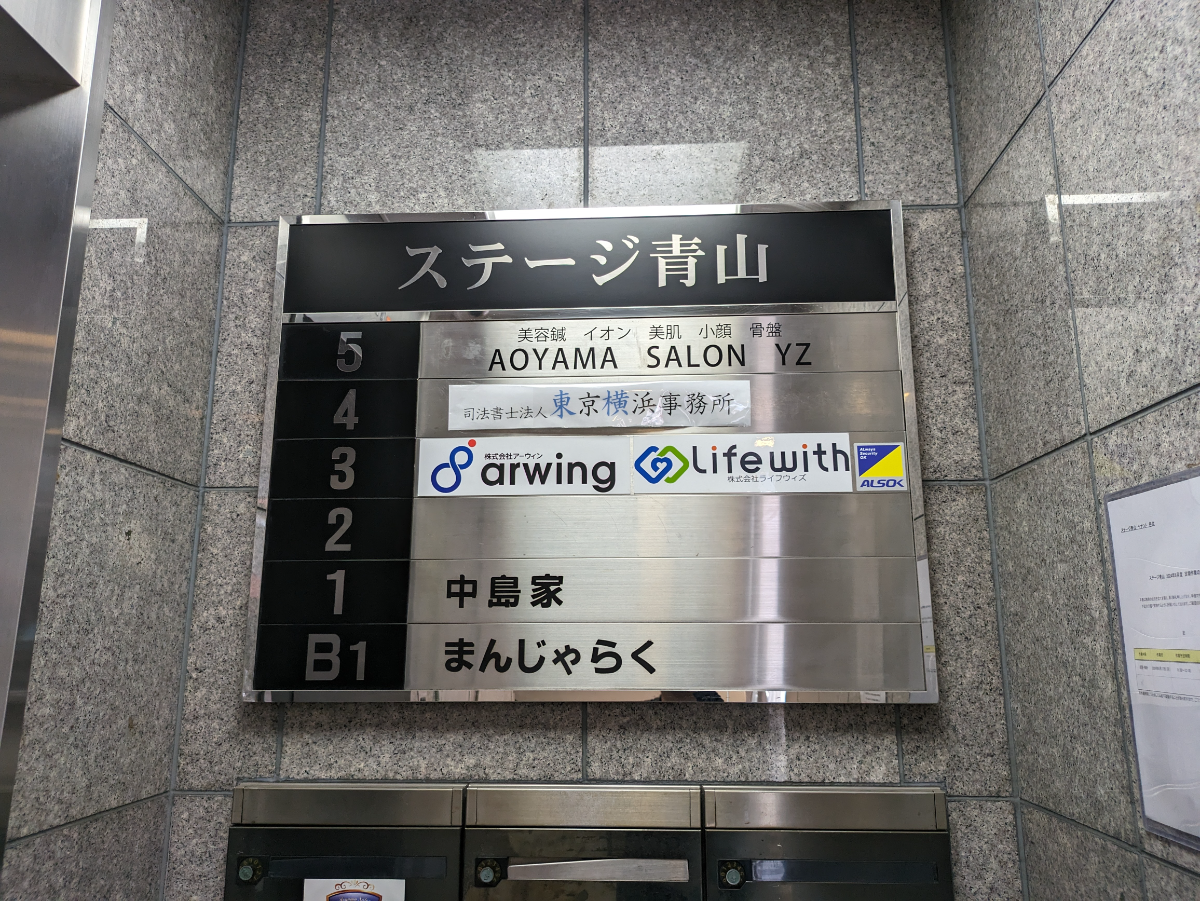 ステージ青山
5
美容鍼 イオン 美肌 小顔 骨盤
AOYAMA SALON YZ
4
司法書士法人東京横浜事務所
3
株式会社アーウィン
arwing
Lifewith
株式会社ライフウィズ
ALways
Security
OK
ALSOK
2
1
中島家
B1
まんじゃらく